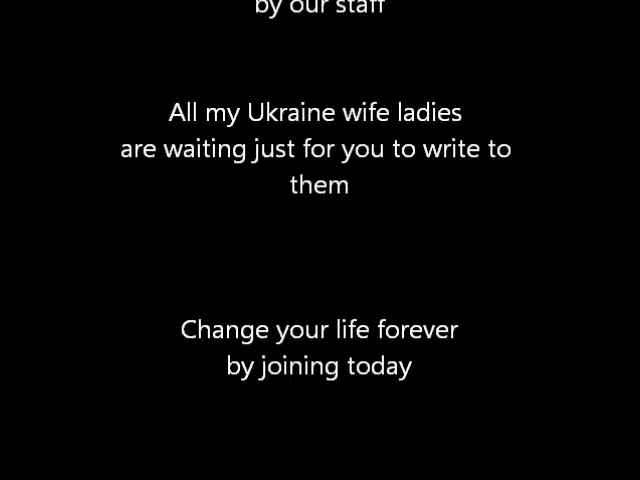 by our staff
All my Ukraine wife ladies
are waiting just for you to write to
them
Change your life forever
by joining today